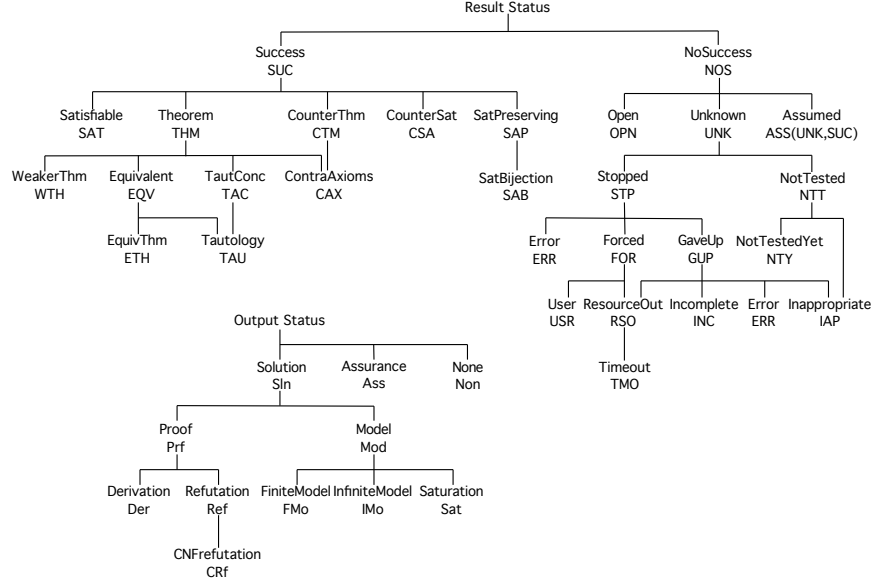 Result Status
Success
SUC
NoSuccess
NOS
Satisfiable
SAT
Theorem
THM
CounterThm
CTM
CounterSat
CSA
SatPreserving
SAP
Open
OPN
Unknown
UNK
Assumed
ASS(UNK,SUC)
WeakerThm
WTH
Equivalent
EQV
TautConc
TAC
ContraAxioms
CAX
SatBijection
SAB
Stopped
STP
NotTested
NTT
EquivThm
ETH
Tautology
TAU
Error
ERR
Forced
FOR
GaveUp
GUP
NotTestedYet
NTY
User
USR
ResourceOut
RSO
Incomplete
INC
Error
ERR
Inappropriate
IAP
Timeout
TMO
Output Status
Solution
Sln
Assurance
Ass
None
Non
Proof
Prf
Model
Mod
Derivation
Der
Refutation
Ref
FiniteModel
FMo
InfiniteModel
IMo
Saturation
Sat
CNFrefutation
CRf